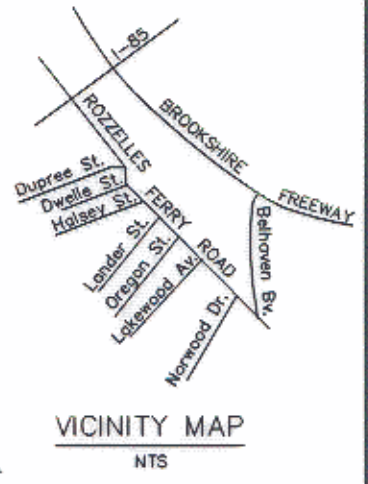 I-85
ROZZELLES FERRY ROAD
BROOKSHIRE FREEWAY
Dupree St.
Dwelle St.
Halsey St.
Lander St.
Oregon St.
Lakewood Av.
Norwood Dr.
Belhaven Bv.
VICINITY MAP
NTS